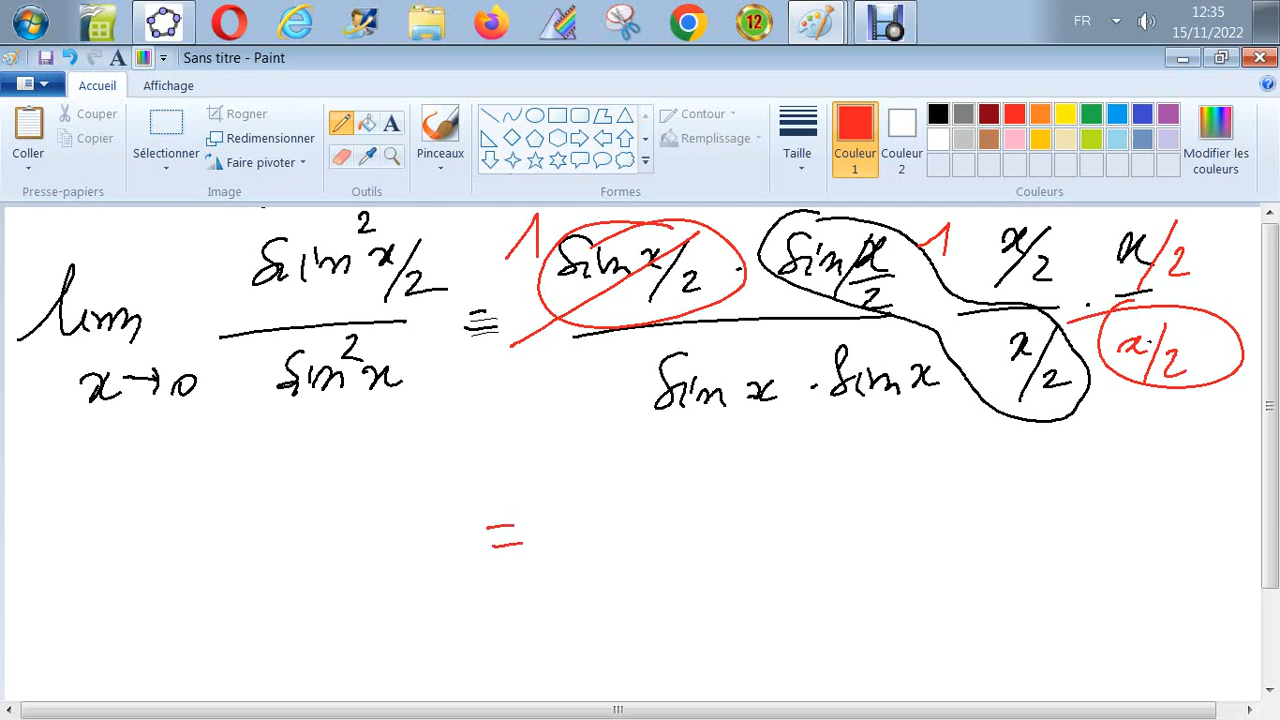 FR
12:35
15/11/2022
12
Sans titre - Paint
Accueil
Affichage
Coller
Couper
Copier
Presse-papiers
Sélectionner
Rogner
Redimensionner
Faire pivoter
Image
A
Outils
Pinceaux
Contour
Remplissage
Formes
Taille
Couleur 1
Couleur 2
Modifier les couleurs
Couleurs
lim x→0 sin² x/2 / sin² x = 1 sin x/2 · sin x/2 1 / sin x · sin x x/2 / x/2 · x/2 / x/2
=